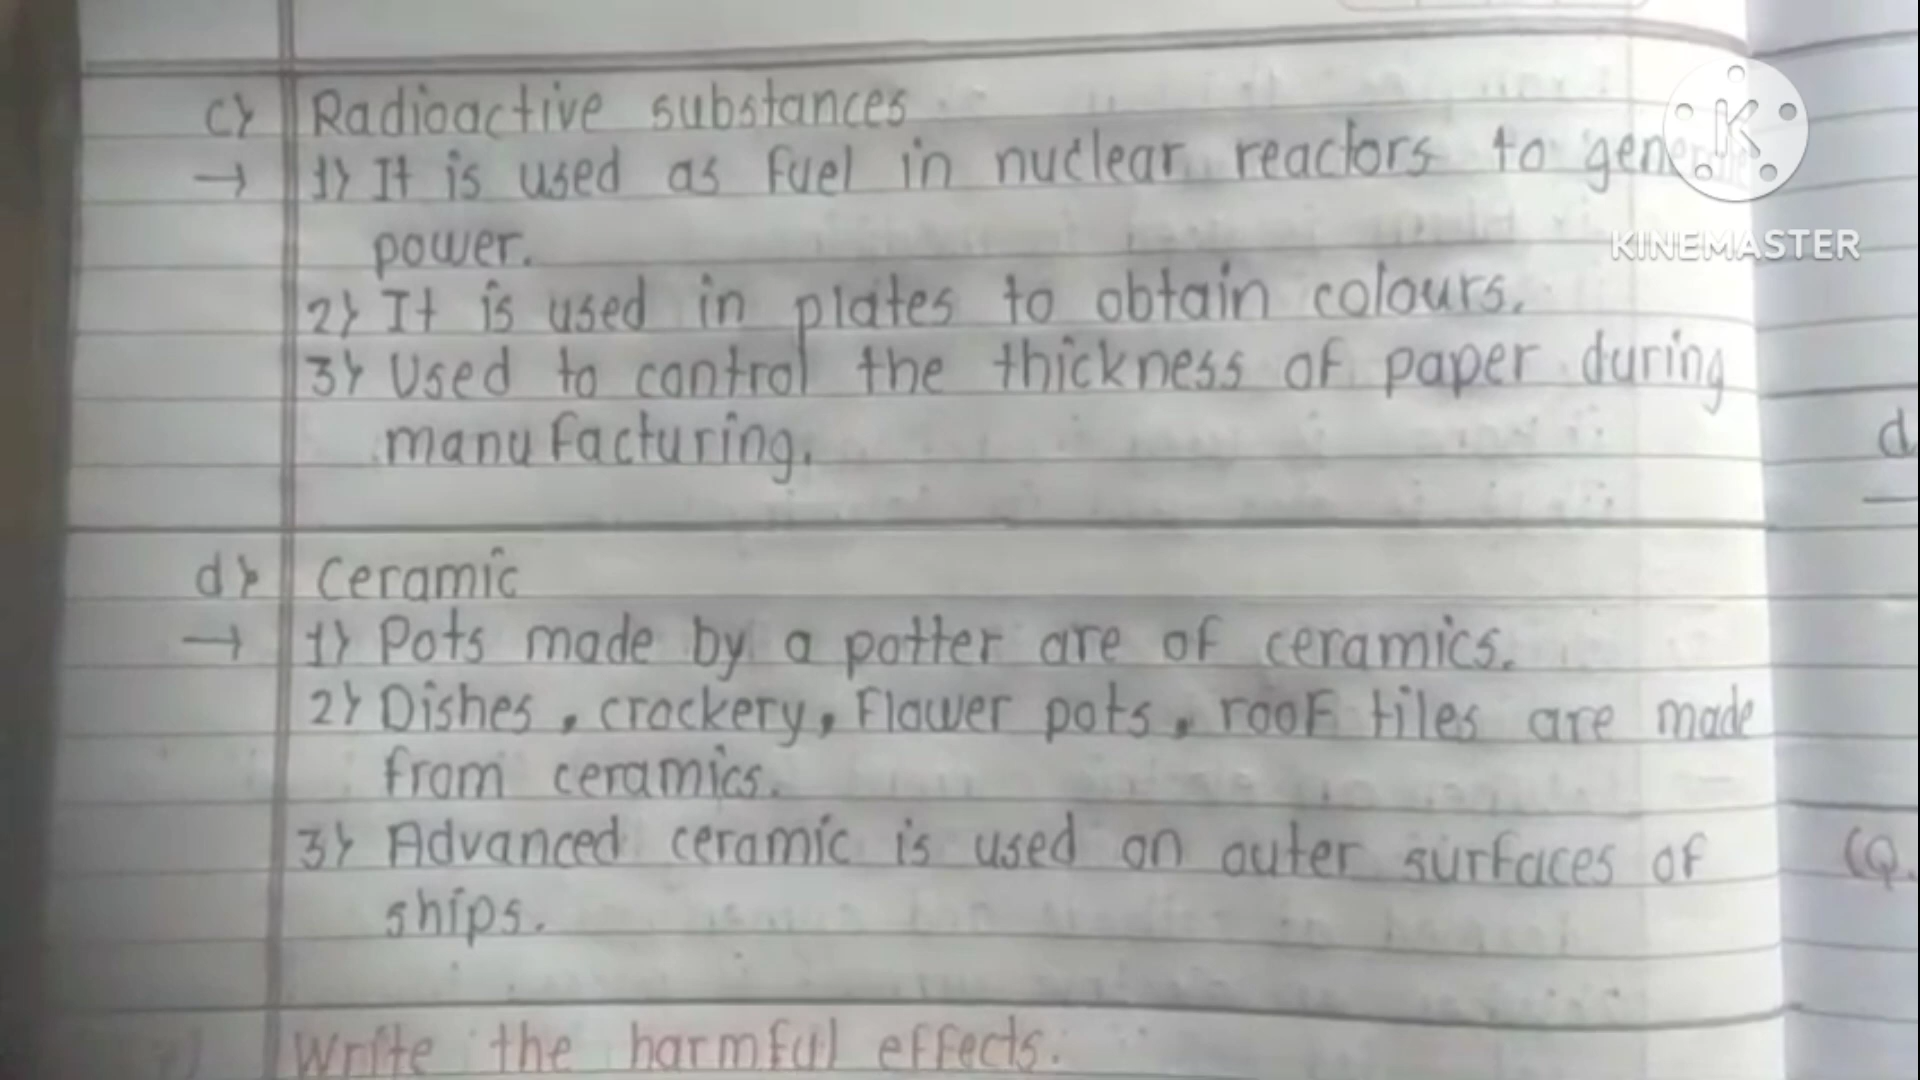 c) Radioactive substances
→ 1) It is used as fuel in nuclear reactors to
power.
2) It is used in plates to obtain colours.
3) Used to control the thickness of paper during
manufacturing.
d) Ceramic
→ 1) Pots made by a potter are of ceramics.
2) Dishes, crockery, Flower pots, roof tiles are made
from ceramics.
3) Advanced ceramic is used on outer surfaces of
ships.
Write the harmful effects.
K
KINEMASTER
d
(Q.